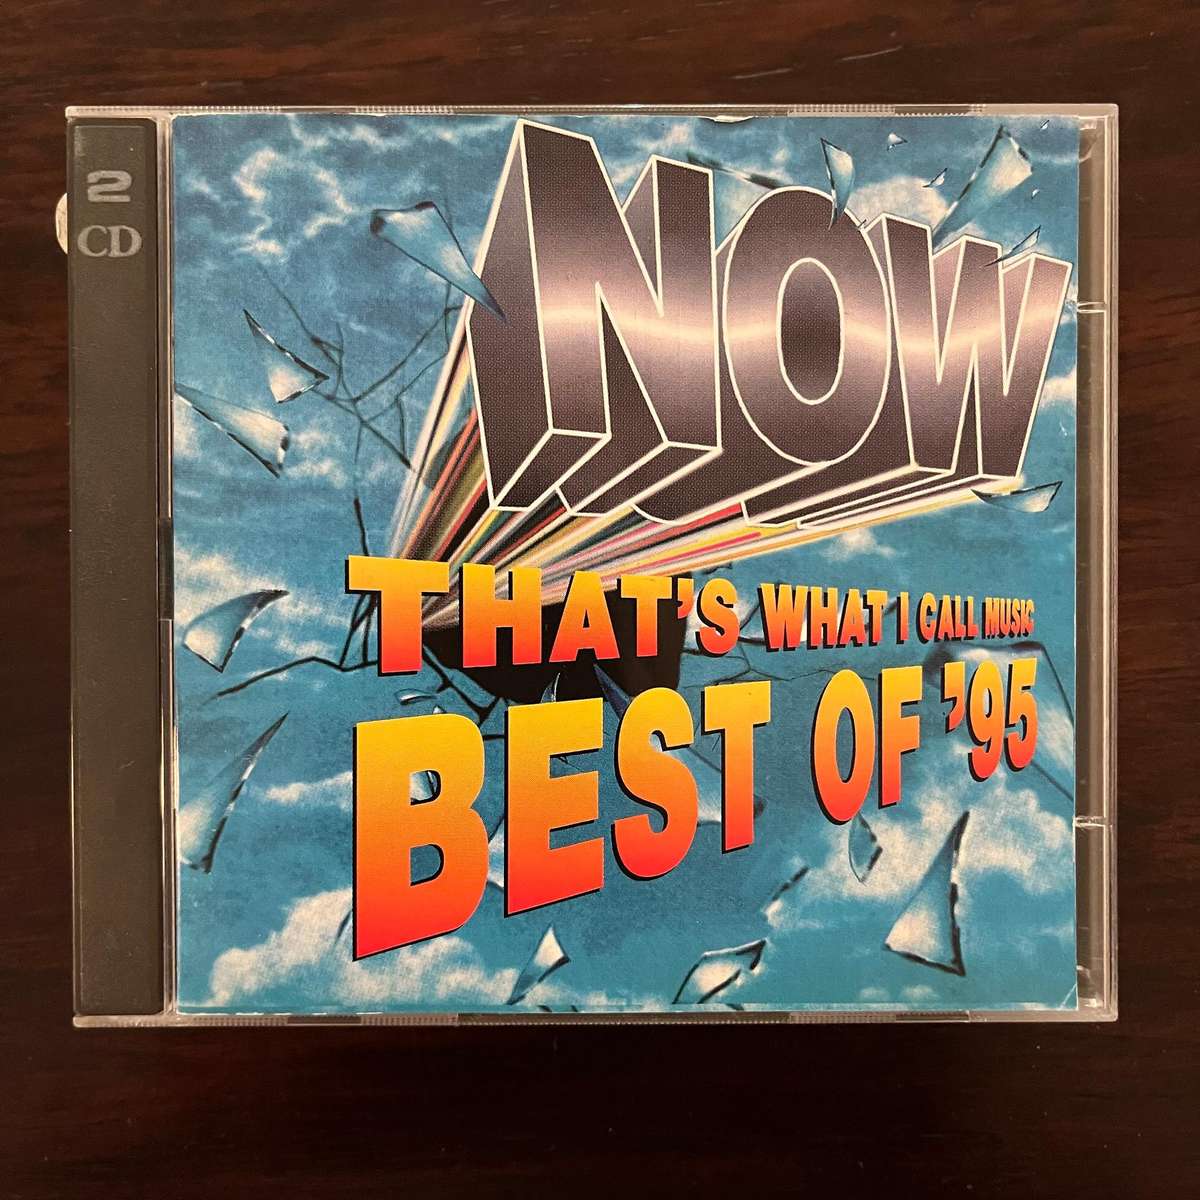 2
CD
NOW
THAT'S WHAT I CALL MUSIC
BEST OF '95